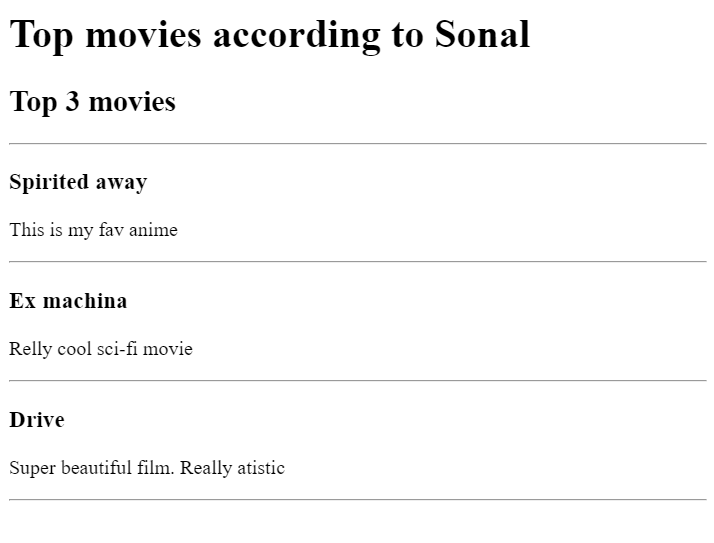 Top movies according to Sonal
Top 3 movies
Spirited away
This is my fav anime
Ex machina
Relly cool sci-fi movie
Drive
Super beautiful film. Really atistic